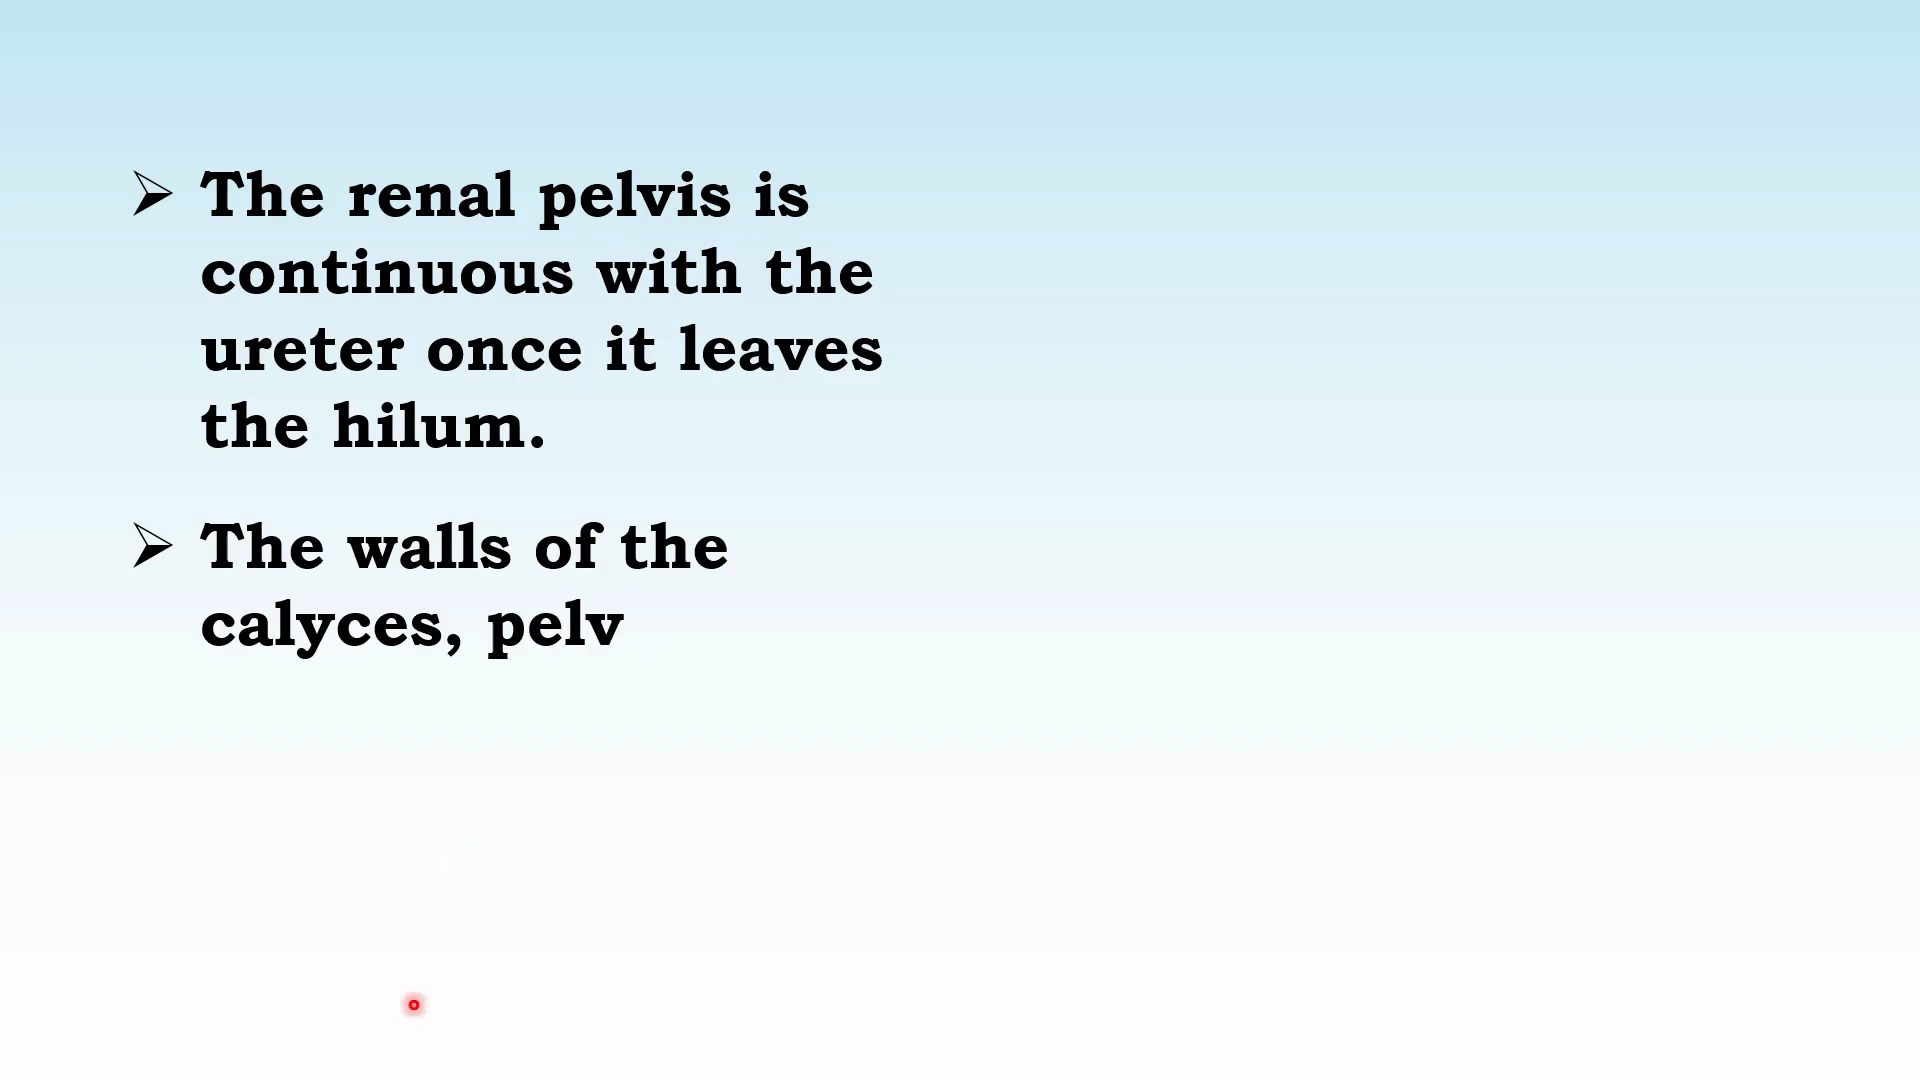 The renal pelvis is
continuous with the
ureter once it leaves
the hilum.
The walls of the
calyces, pelv